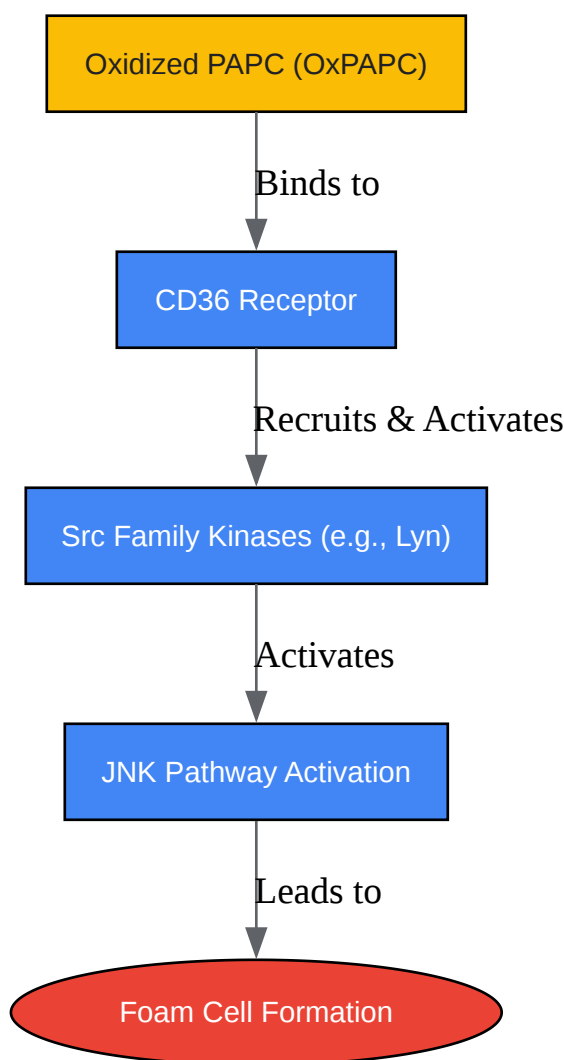 Oxidized PAPC (OxPAPC)
Binds to
CD36 Receptor
Recruits & Activates
Src Family Kinases (e.g., Lyn)
Activates
JNK Pathway Activation
Leads to
Foam Cell Formation